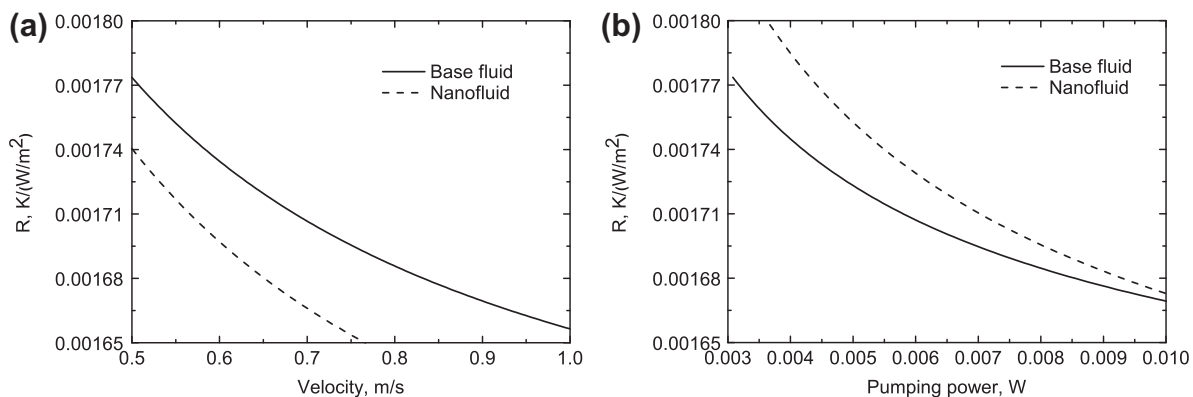 (a)
0.00180
0.00177
0.00174
0.00171
0.00168
0.00165
R, K/(W/m2)
Base fluid
Nanofluid
0.5 0.6 0.7 0.8 0.9 1.0
Velocity, m/s
(b)
0.00180
0.00177
0.00174
0.00171
0.00168
0.00165
R, K/(W/m2)
Base fluid
Nanofluid
0.003 0.004 0.005 0.006 0.007 0.008 0.009 0.010
Pumping power, W